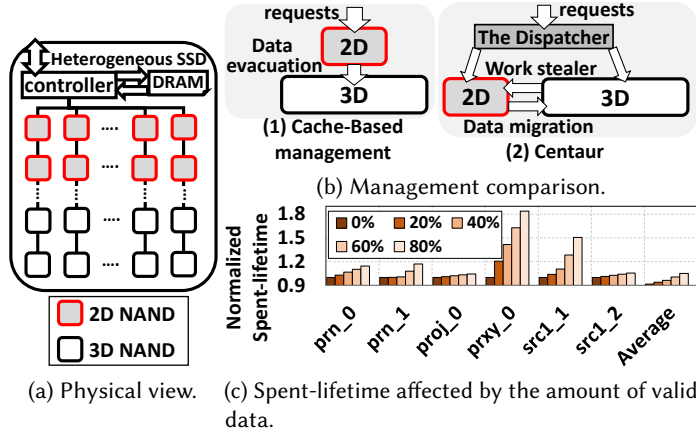 Heterogeneous SSD
controller
DRAM
....
....
....
....
2D NAND
3D NAND
(a) Physical view.
requests
Data
evacuation
2D
3D
(1) Cache-Based
management
requests
The Dispatcher
Work stealer
2D
3D
Data migration
(2) Centaur
(b) Management comparison.
Normalized
Spent-lifetime
1.8
1.5
1.2
0.9
0% 20% 40%
60% 80%
prn_0
prn_1
proj_0
prxy_0
src1_1
src1_2
Average
(c) Spent-lifetime affected by the amount of valid
data.